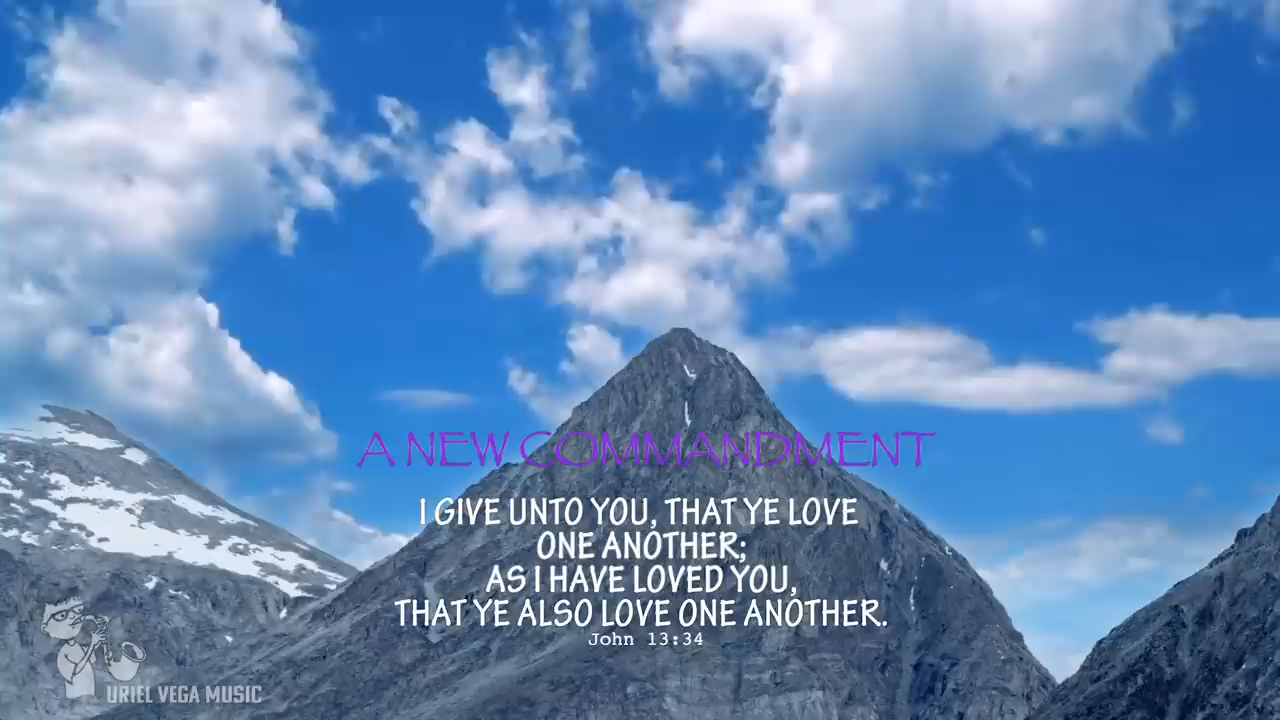 A NEW COMMANDMENT
I GIVE UNTO YOU, THAT YE LOVE
ONE ANOTHER;
AS I HAVE LOVED YOU,
THAT YE ALSO LOVE ONE ANOTHER.
John 13:34
URIEL VEGA MUSIC